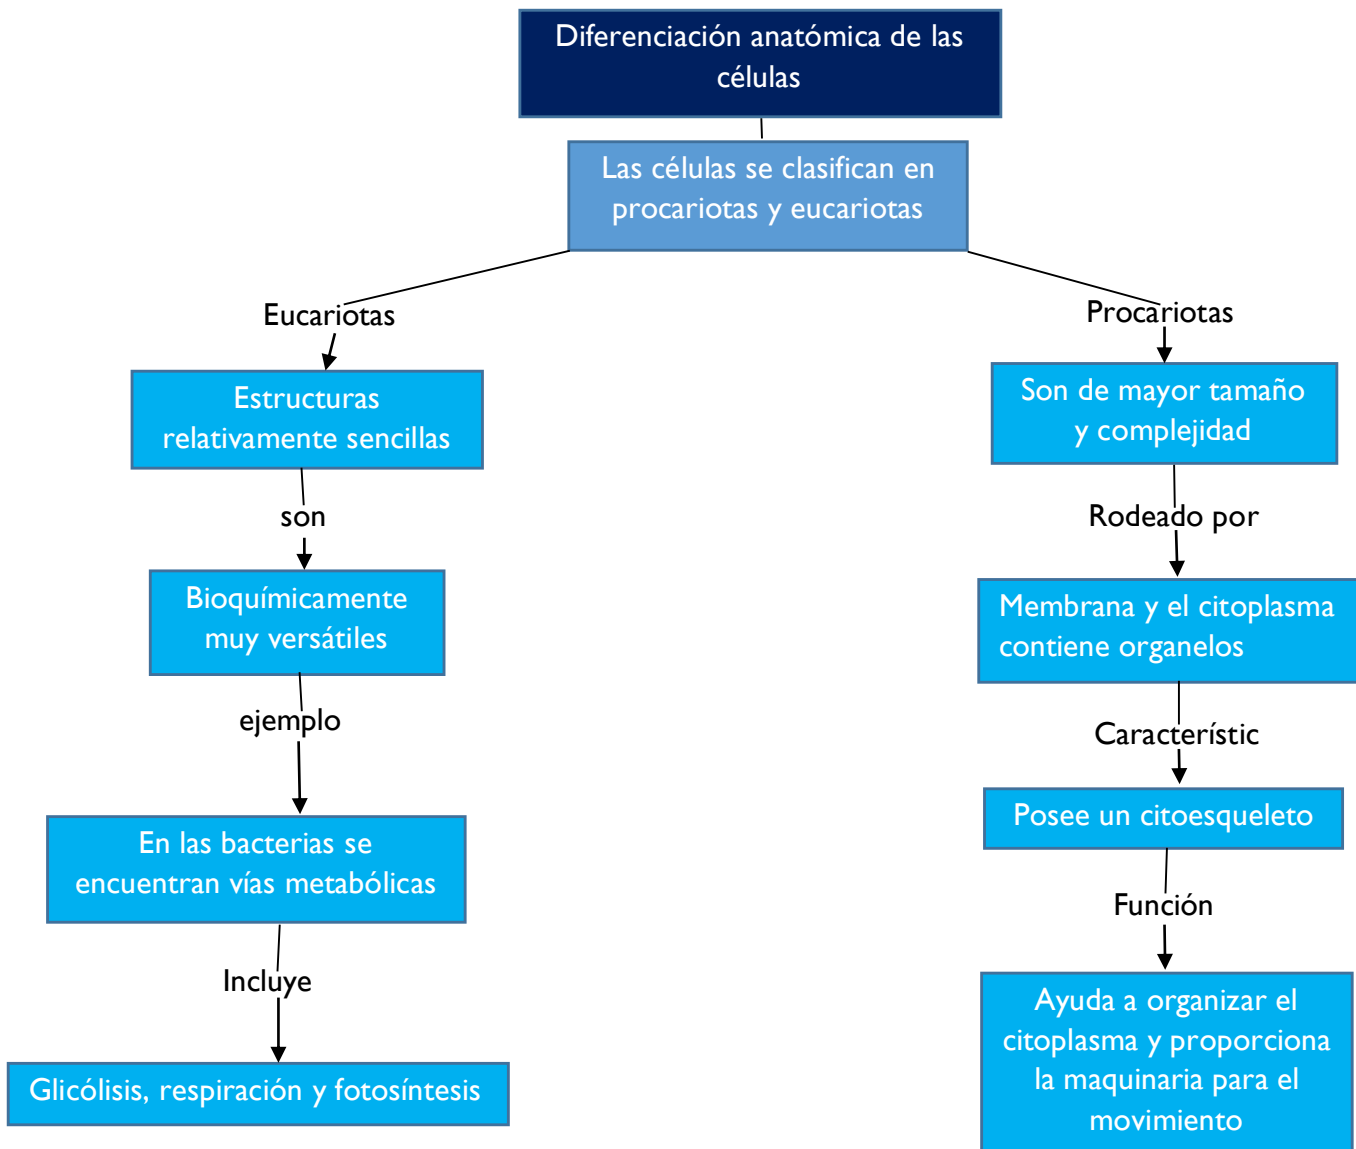 Diferenciación anatómica de las
células
Las células se clasifican en
procariotas y eucariotas
Eucariotas
Estructuras
relativamente sencillas
son
Bioquímicamente
muy versátiles
ejemplo
En las bacterias se
encuentran vías metabólicas
Incluye
Glicólisis, respiración y fotosíntesis
Procariotas
Son de mayor tamaño
y complejidad
Rodeado por
Membrana y el citoplasma
contiene organelos
Característic
Posee un citoesqueleto
Función
Ayuda a organizar el
citoplasma y proporciona
la maquinaria para el
movimiento